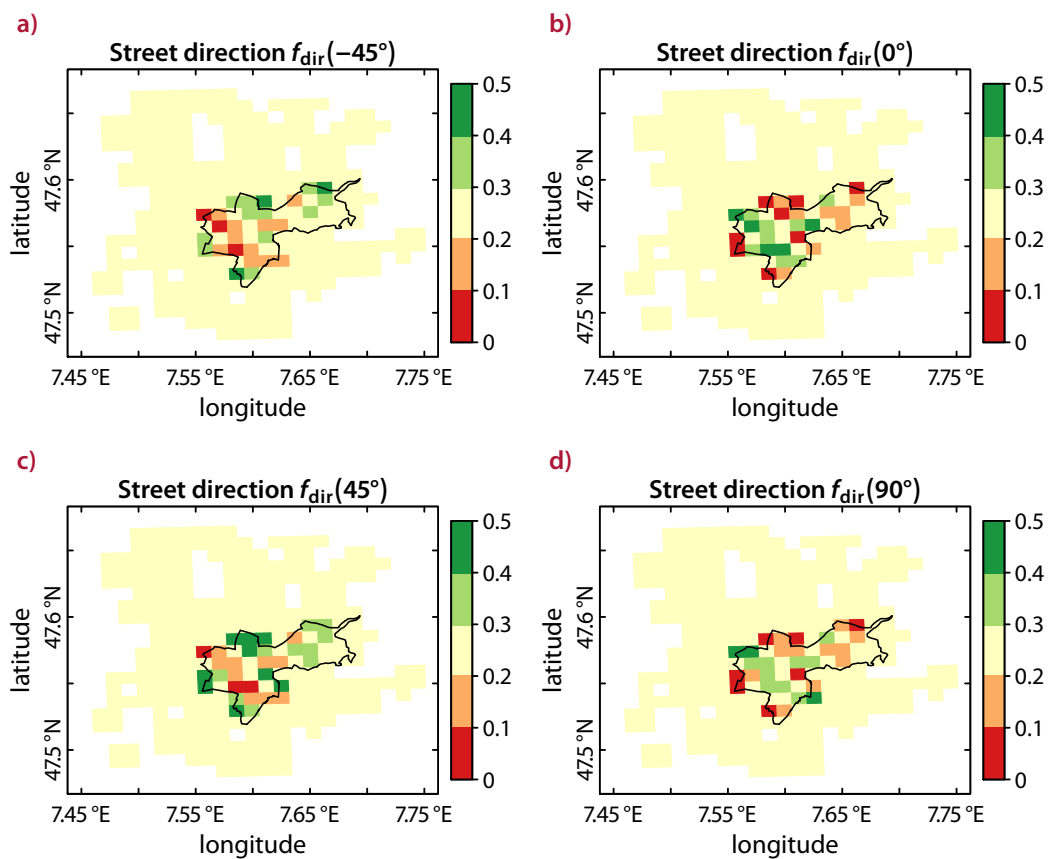 a)
Street direction f_dir(−45°)
0.5
0.4
0.3
0.2
0.1
0
47.6 °N
47.5 °N
latitude
7.45 °E 7.55 °E 7.65 °E 7.75 °E
longitude
b)
Street direction f_dir(0°)
0.5
0.4
0.3
0.2
0.1
0
47.6 °N
47.5 °N
latitude
7.45 °E 7.55 °E 7.65 °E 7.75 °E
longitude
c)
Street direction f_dir(45°)
0.5
0.4
0.3
0.2
0.1
0
47.6 °N
47.5 °N
latitude
7.45 °E 7.55 °E 7.65 °E 7.75 °E
longitude
d)
Street direction f_dir(90°)
0.5
0.4
0.3
0.2
0.1
0
47.6 °N
47.5 °N
latitude
7.45 °E 7.55 °E 7.65 °E 7.75 °E
longitude